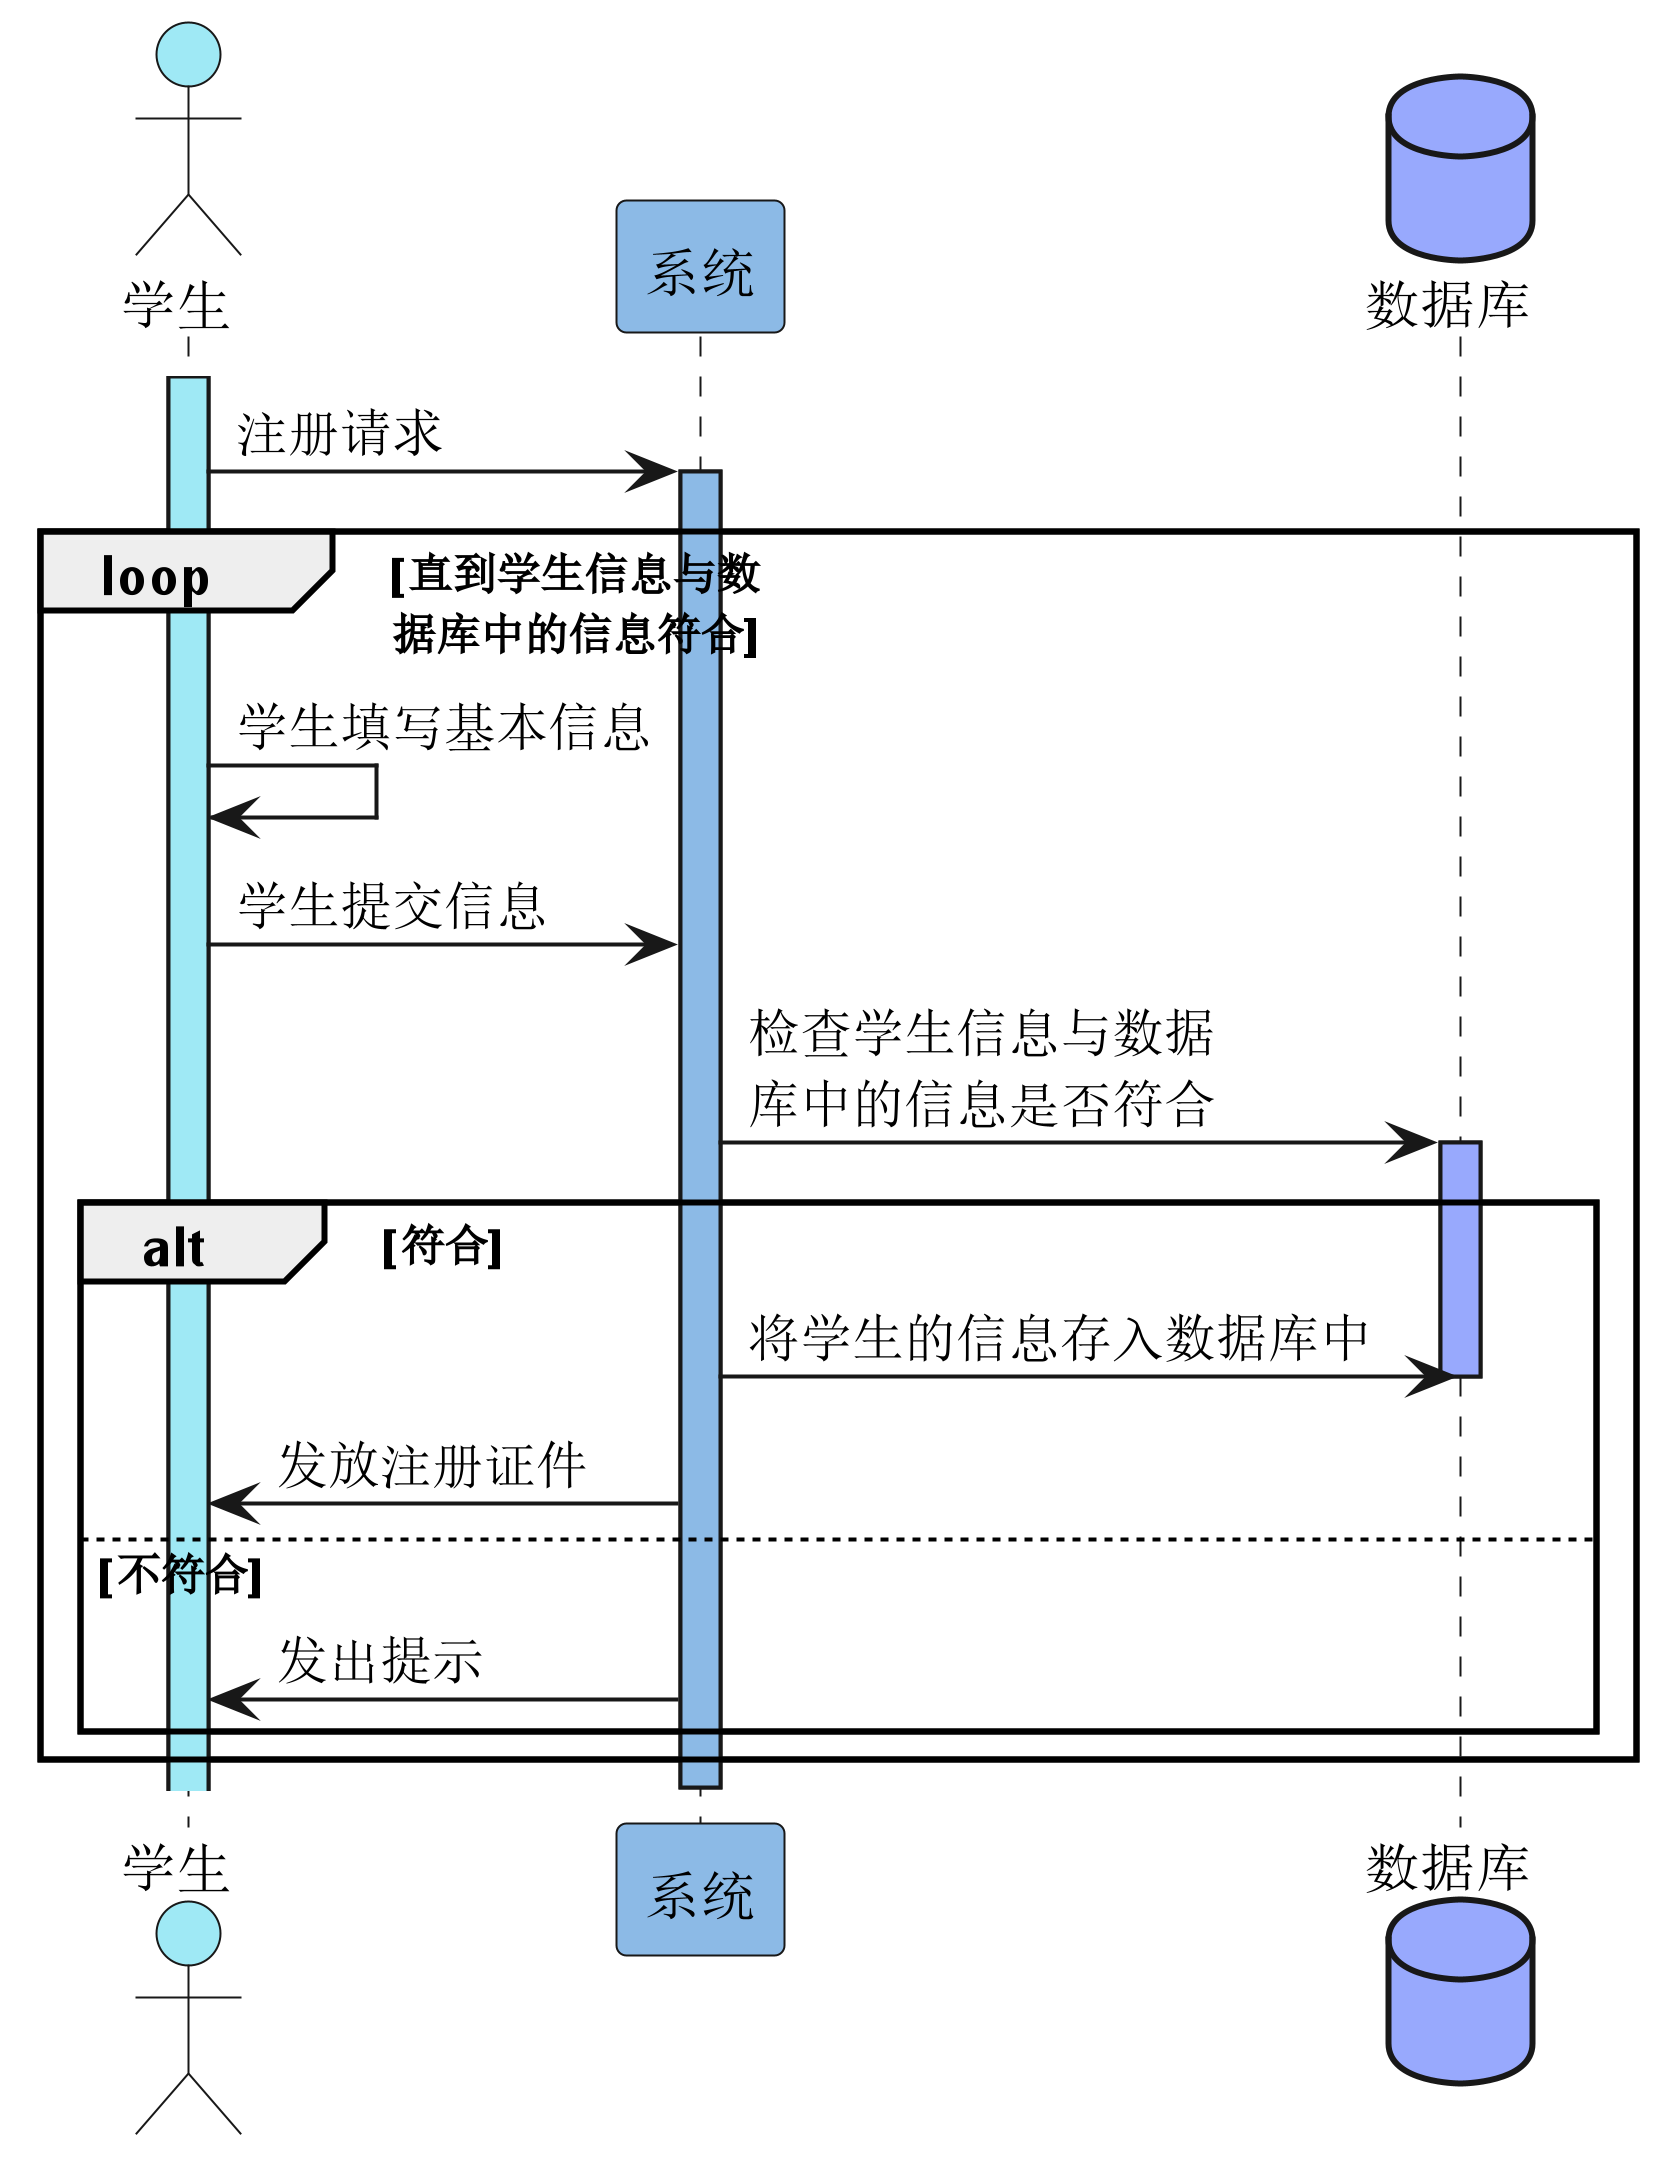 学生
系统
数据库
注册请求
loop
[直到学生信息与数
据库中的信息符合]
学生填写基本信息
学生提交信息
检查学生信息与数据
库中的信息是否符合
alt
[符合]
将学生的信息存入数据库中
发放注册证件
[不符合]
发出提示
学生
系统
数据库